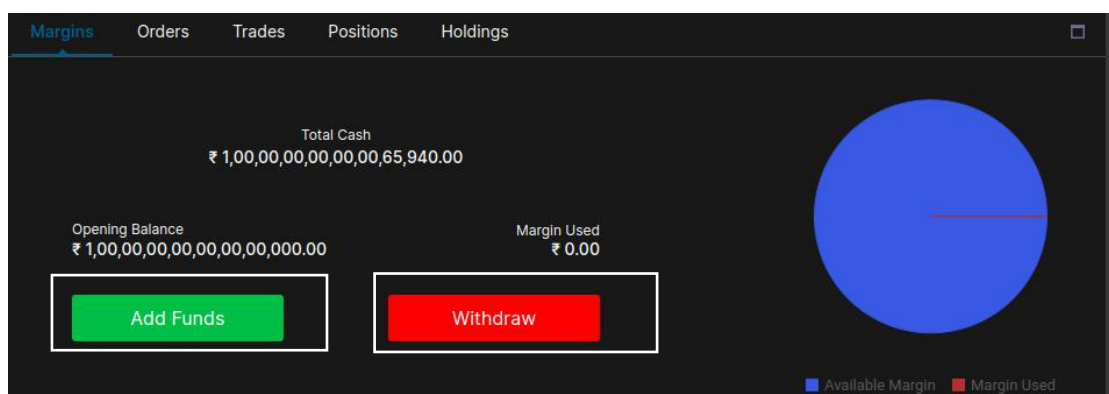 Margins Orders Trades Positions Holdings
Total Cash
₹ 1,00,00,00,00,00,00,65,940.00
Opening Balance
₹ 1,00,00,00,00,00,00,00,000.00
Margin Used
₹ 0.00
Add Funds Withdraw
Available Margin Margin Used